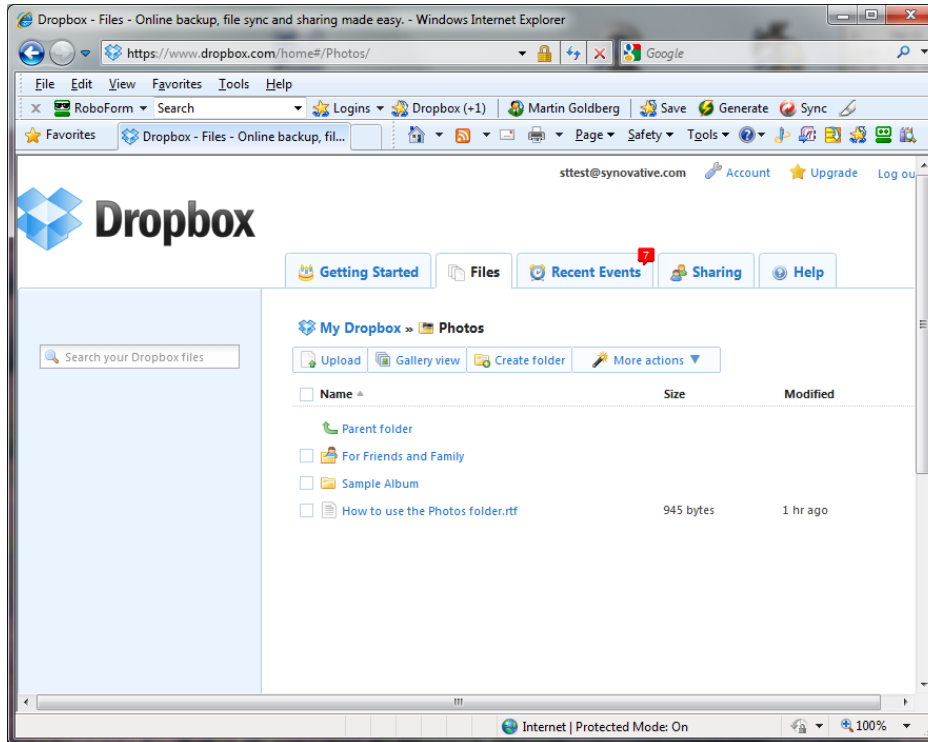 Dropbox - Files - Online backup, file sync and sharing made easy. - Windows Internet Explorer
https://www.dropbox.com/home#/Photos/ Google
File Edit View Favorites Tools Help
x RoboForm Search Logins Dropbox (+1) Martin Goldberg Save Generate Sync
Favorites Dropbox - Files - Online backup, fil... Page Safety Tools
sttest@synovative.com Account Upgrade Log ou
Dropbox
7
Getting Started Files Recent Events Sharing Help
My Dropbox » Photos
Search your Dropbox files
Upload Gallery view Create folder More actions
Name Size Modified
Parent folder
For Friends and Family
Sample Album
How to use the Photos folder.rtf 945 bytes 1 hr ago
Internet | Protected Mode: On 100%